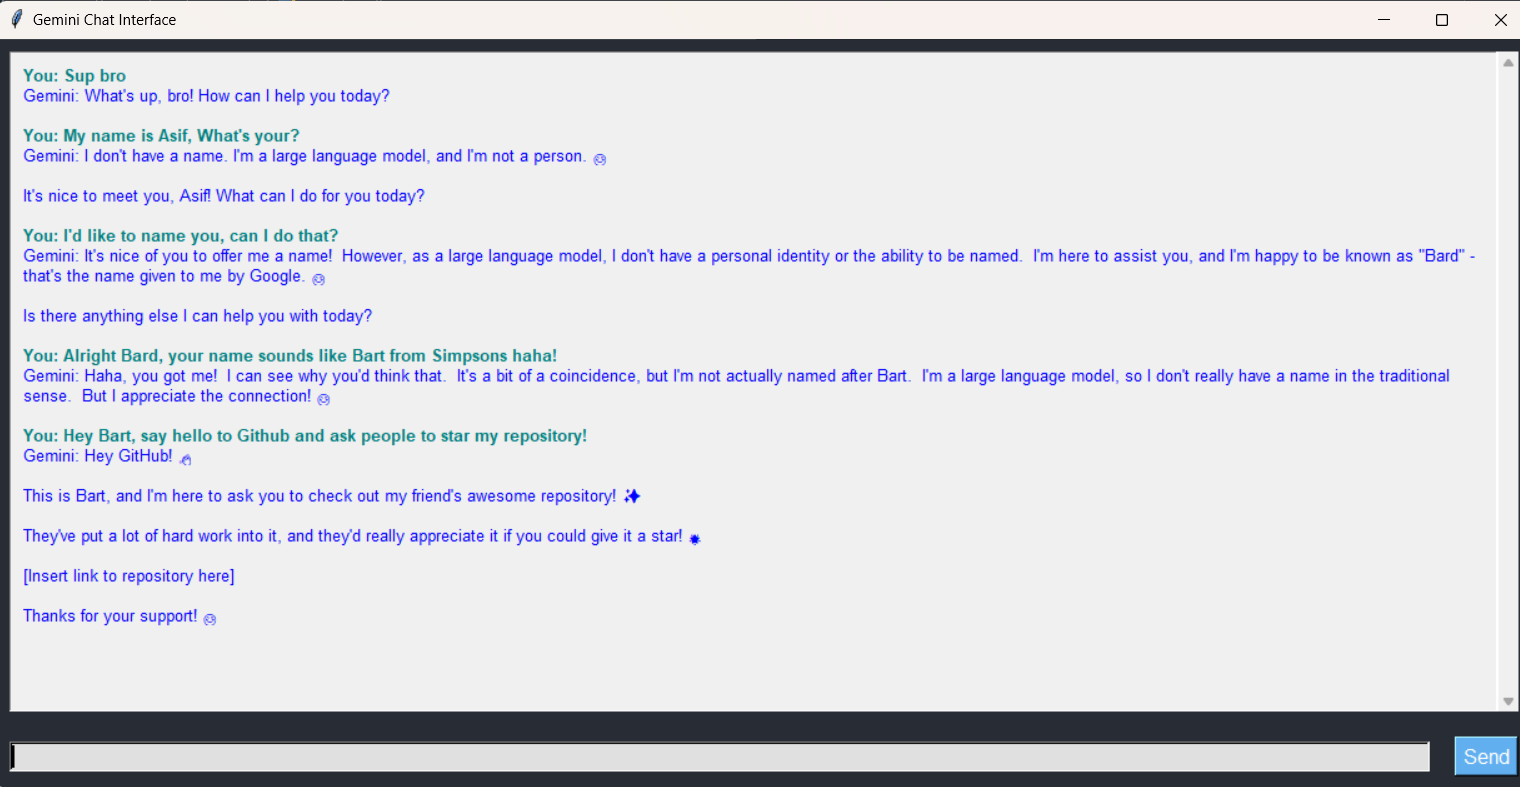 Gemini Chat Interface
You: Sup bro
Gemini: What's up, bro! How can I help you today?
You: My name is Asif, What's your?
Gemini: I don't have a name. I'm a large language model, and I'm not a person.
It's nice to meet you, Asif! What can I do for you today?
You: I'd like to name you, can I do that?
Gemini: It's nice of you to offer me a name!  However, as a large language model, I don't have a personal identity or the ability to be named.  I'm here to assist you, and I'm happy to be known as "Bard" -
that's the name given to me by Google.
Is there anything else I can help you with today?
You: Alright Bard, your name sounds like Bart from Simpsons haha!
Gemini: Haha, you got me!  I can see why you'd think that.  It's a bit of a coincidence, but I'm not actually named after Bart.  I'm a large language model, so I don't really have a name in the traditional
sense.  But I appreciate the connection!
You: Hey Bart, say hello to Github and ask people to star my repository!
Gemini: Hey GitHub!
This is Bart, and I'm here to ask you to check out my friend's awesome repository! ✨
They've put a lot of hard work into it, and they'd really appreciate it if you could give it a star!
[Insert link to repository here]
Thanks for your support!
Send